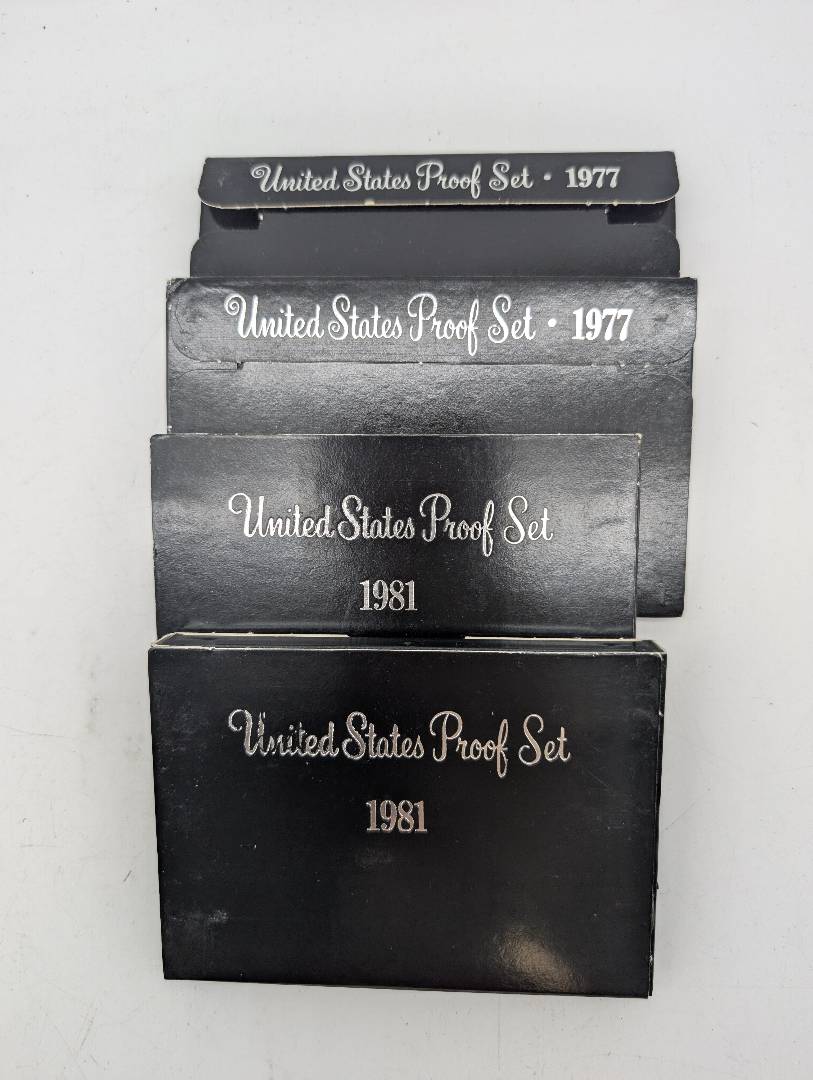 United States Proof Set • 1977
United States Proof Set • 1977
United States Proof Set
1981
United States Proof Set
1981